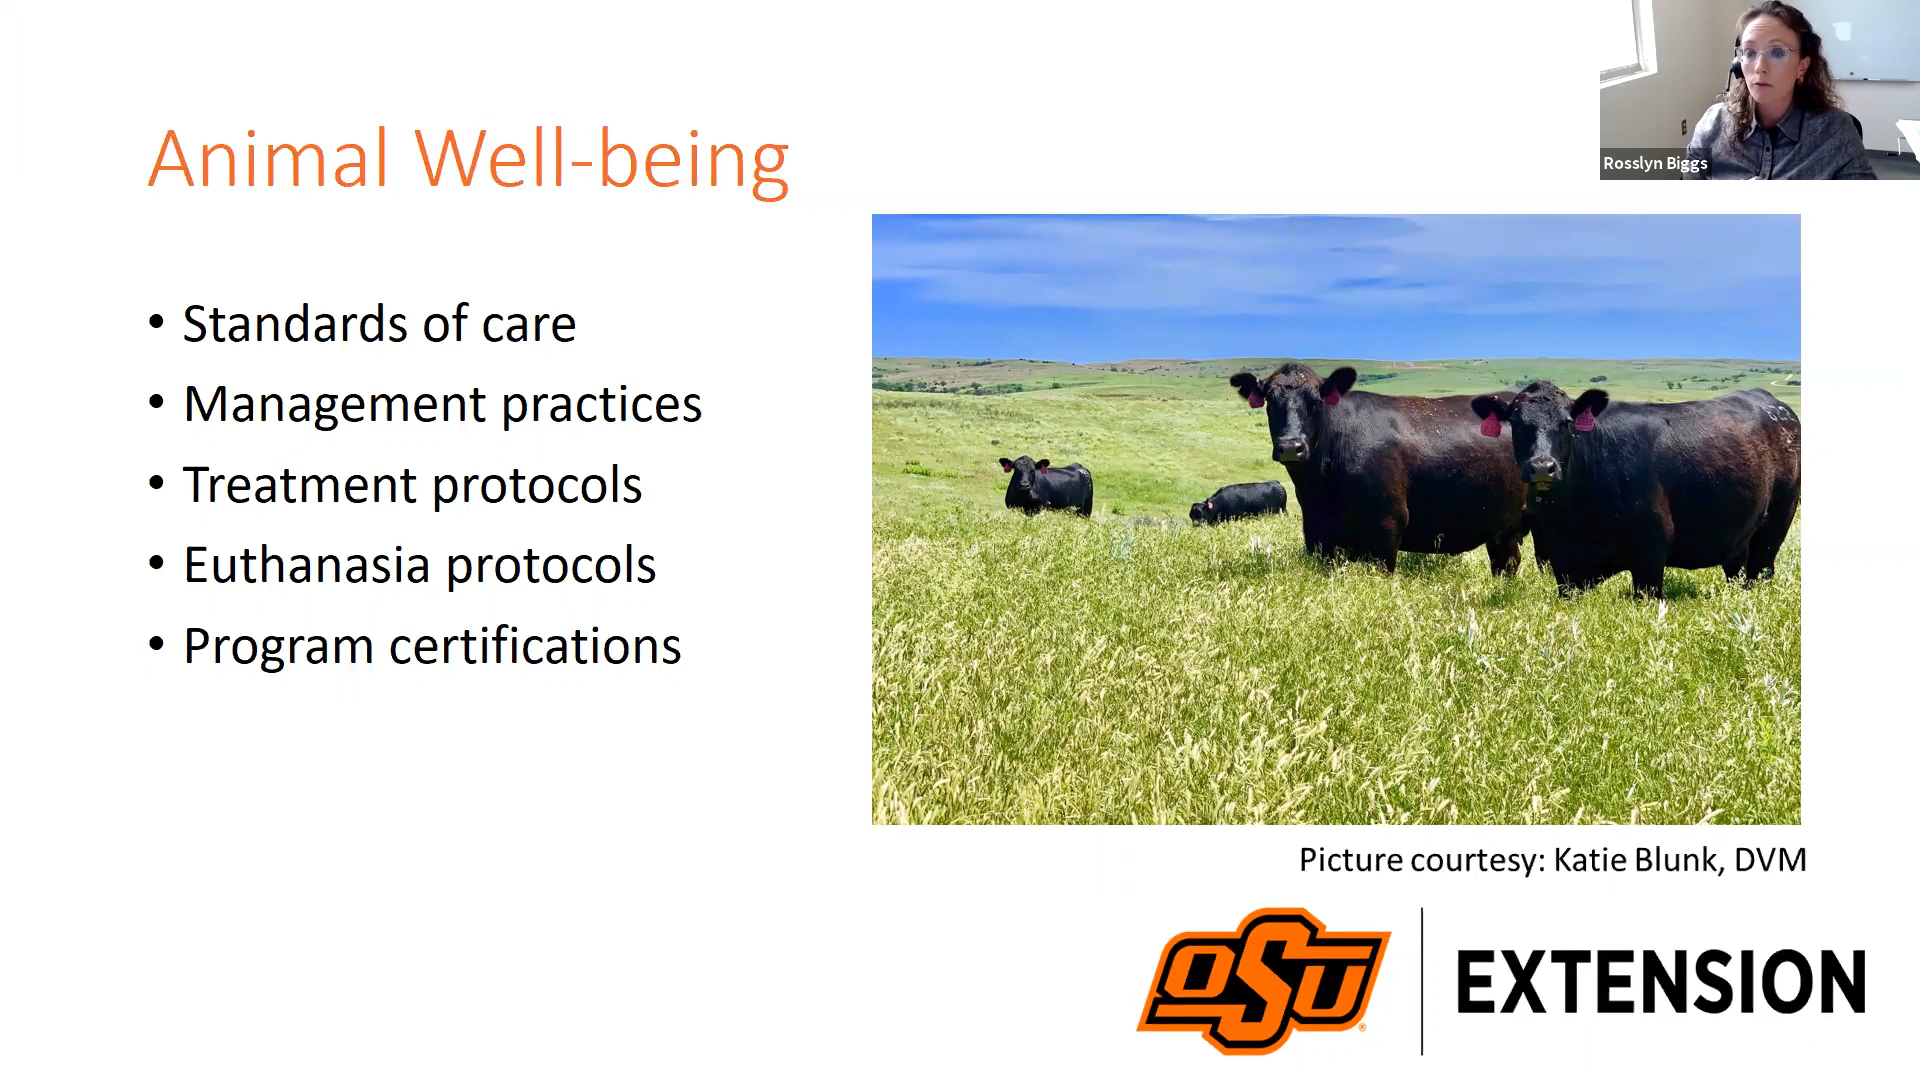 Animal Well-being
Rosslyn Biggs
• Standards of care
• Management practices
• Treatment protocols
• Euthanasia protocols
• Program certifications
Picture courtesy: Katie Blunk, DVM
OSU
EXTENSION